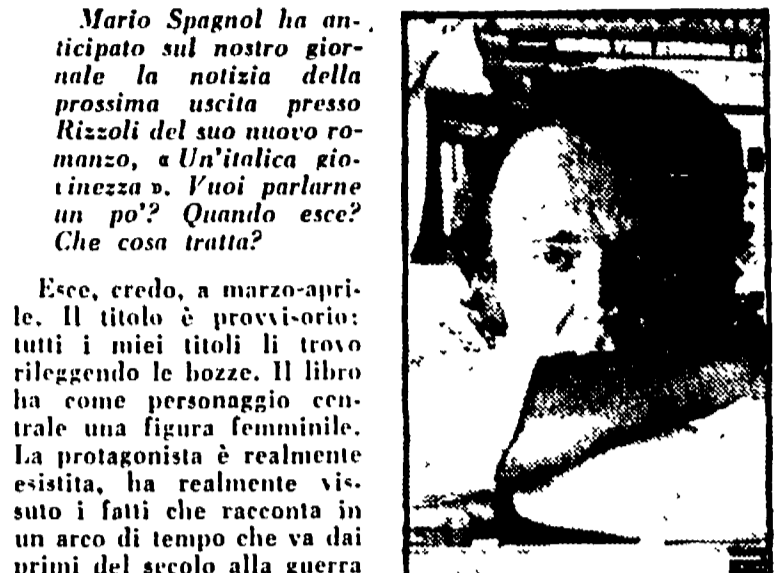 Mario Spagnol ha an-
ticipato sul nostro gior-
nale la notizia della
prossima uscita presso
Rizzoli del suo nuovo ro-
manzo, « Un'italica gio-
vinezza ». Vuoi parlarne
un po'? Quando esce?
Che cosa tratta?
Esce, credo, a marzo-apri-
le. Il titolo è provvisorio:
tutti i miei titoli li trovo
rileggendo le bozze. Il libro
ha come personaggio cen-
trale una figura femminile.
La protagonista è realmente
esistita, ha realmente vis-
suto i fatti che racconta in
un arco di tempo che va dai
primi del secolo alla guerra